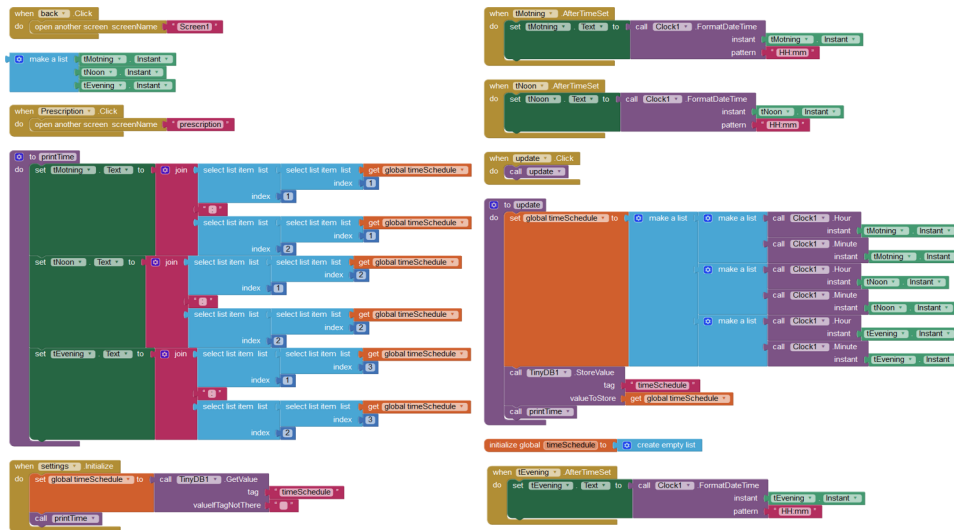 when back .Click
do open another screen screenName " Screen1 "
make a list tMotning . Instant
tNoon . Instant
tEvening . Instant
when Prescription .Click
do open another screen screenName " prescription "
to printTime
do set tMotning . Text to join select list item list select list item list get global timeSchedule
index 1
index 1
" : "
select list item list select list item list get global timeSchedule
index 1
index 2
set tNoon . Text to join select list item list select list item list get global timeSchedule
index 2
index 1
" : "
select list item list select list item list get global timeSchedule
index 2
index 2
set tEvening . Text to join select list item list select list item list get global timeSchedule
index 3
index 1
" : "
select list item list select list item list get global timeSchedule
index 3
index 2
when settings .Initialize
do set global timeSchedule to call TinyDB1 .GetValue
tag " timeSchedule "
valueIfTagNotThere " "
call printTime
when tMotning .AfterTimeSet
do set tMotning . Text to call Clock1 .FormatDateTime
instant tMotning . Instant
pattern " HH:mm "
when tNoon .AfterTimeSet
do set tNoon . Text to call Clock1 .FormatDateTime
instant tNoon . Instant
pattern " HH:mm "
when update .Click
do call update
to update
do set global timeSchedule to make a list make a list call Clock1 .Hour
instant tMotning . Instant
call Clock1 .Minute
instant tMotning . Instant
make a list call Clock1 .Hour
instant tNoon . Instant
call Clock1 .Minute
instant tNoon . Instant
make a list call Clock1 .Hour
instant tEvening . Instant
call Clock1 .Minute
instant tEvening . Instant
call TinyDB1 .StoreValue
tag " timeSchedule "
valueToStore get global timeSchedule
call printTime
initialize global timeSchedule to create empty list
when tEvening .AfterTimeSet
do set tEvening . Text to call Clock1 .FormatDateTime
instant tEvening . Instant
pattern " HH:mm "